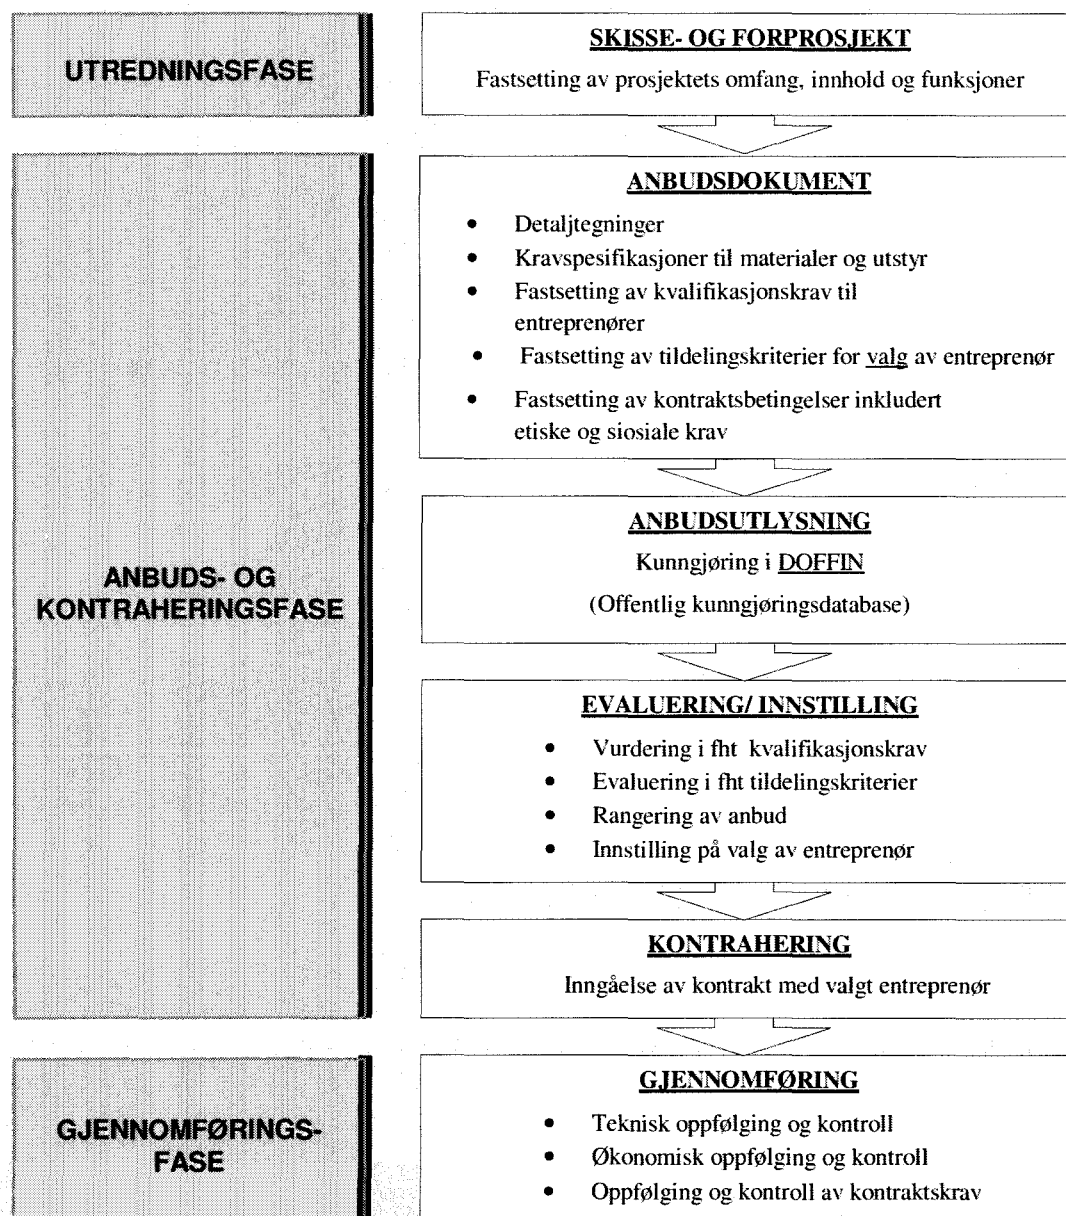 UTREDNINGSFASE
SKISSE- OG FORPROSJEKT
Fastsetting av prosjektets omfang, innhold og funksjoner
ANBUDS- OG
KONTRAHERINGSFASE
ANBUDSDOKUMENT
• Detaljtegninger
• Kravspesifikasjoner til materialer og utstyr
• Fastsetting av kvalifikasjonskrav til
entreprenører
• Fastsetting av tildelingskriterier for valg av entreprenør
• Fastsetting av kontraktsbetingelser inkludert
etiske og siosiale krav
ANBUDSUTLYSNING
Kunngjøring i DOFFIN
(Offentlig kunngjøringsdatabase)
EVALUERING/ INNSTILLING
• Vurdering i fht kvalifikasjonskrav
• Evaluering i fht tildelingskriterier
• Rangering av anbud
• Innstilling på valg av entreprenør
KONTRAHERING
Inngåelse av kontrakt med valgt entreprenør
GJENNOMFØRINGS-
FASE
GJENNOMFØRING
• Teknisk oppfølging og kontroll
• Økonomisk oppfølging og kontroll
• Oppfølging og kontroll av kontraktskrav